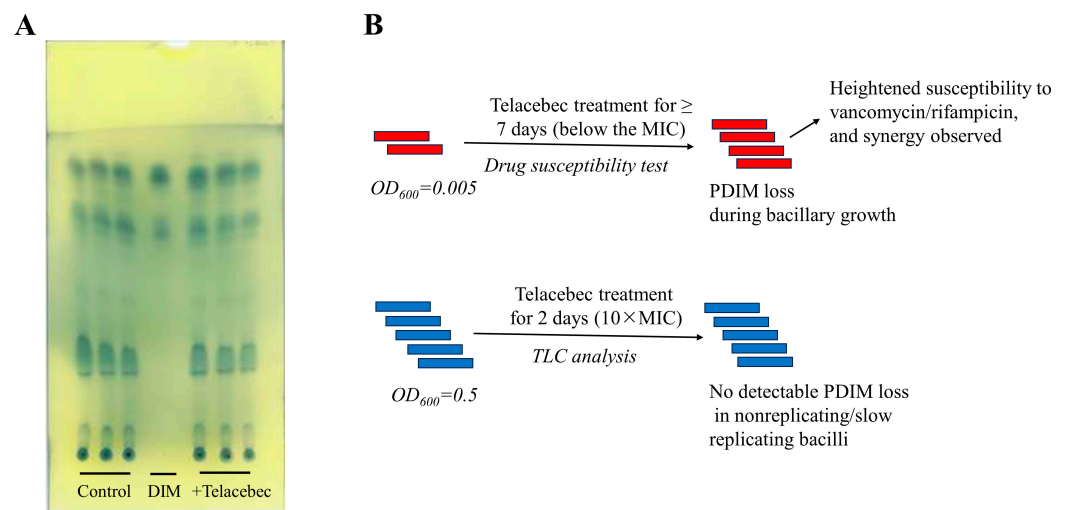 A
B
Control DIM +Telacebec
Telacebec treatment for ≥
7 days (below the MIC)
Drug susceptibility test
OD600=0.005
Heightened susceptibility to
vancomycin/rifampicin,
and synergy observed
PDIM loss
during bacillary growth
Telacebec treatment
for 2 days (10×MIC)
TLC analysis
OD600=0.5
No detectable PDIM loss
in nonreplicating/slow
replicating bacilli